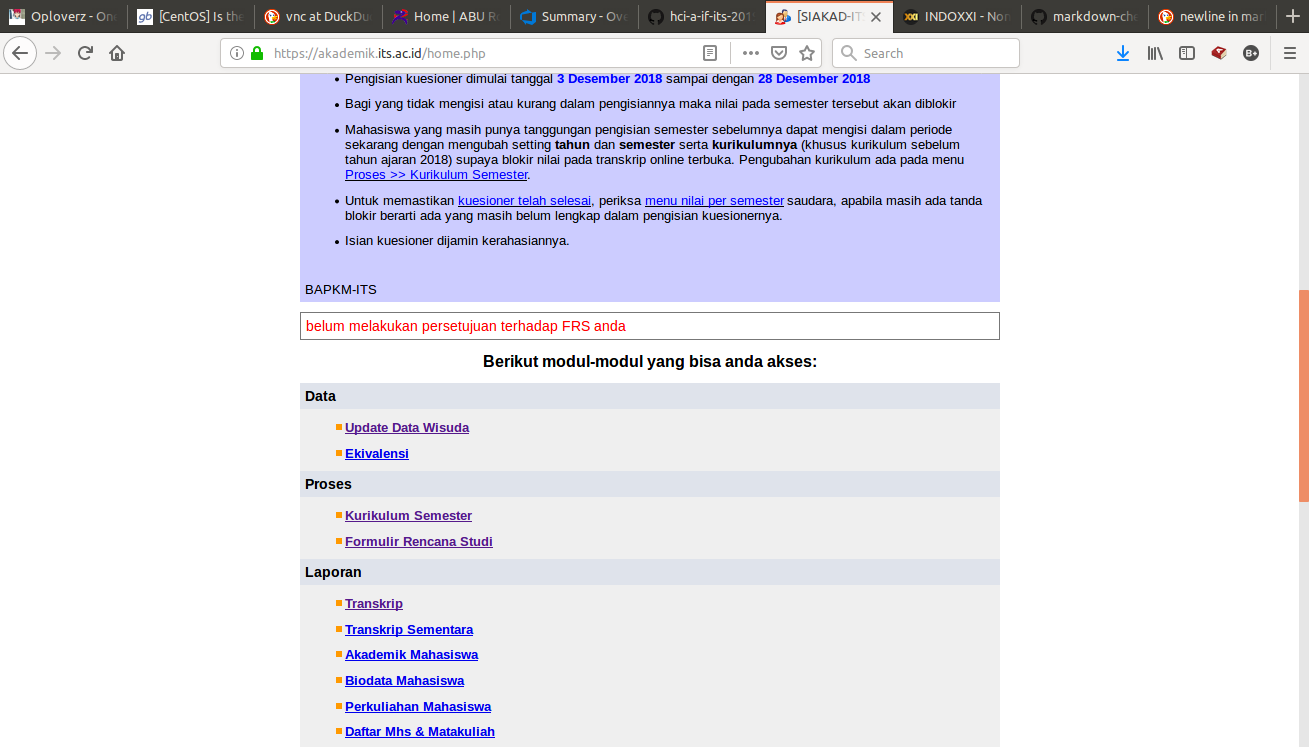 Oploverz - On
[CentOS] Is the
vnc at DuckDu
Home | ABU R
Summary - Ov
hci-a-if-its-201
[SIAKAD-IT
INDOXXI - Non
markdown-che
newline in mar
https://akademik.its.ac.id/home.php
Search
Pengisian kuesioner dimulai tanggal 3 Desember 2018 sampai dengan 28 Desember 2018
Bagi yang tidak mengisi atau kurang dalam pengisiannya maka nilai pada semester tersebut akan diblokir
Mahasiswa yang masih punya tanggungan pengisian semester sebelumnya dapat mengisi dalam periode
sekarang dengan mengubah setting tahun dan semester serta kurikulumnya (khusus kurikulum sebelum
tahun ajaran 2018) supaya blokir nilai pada transkrip online terbuka. Pengubahan kurikulum ada pada menu
Proses >> Kurikulum Semester.
Untuk memastikan kuesioner telah selesai, periksa menu nilai per semester saudara, apabila masih ada tanda
blokir berarti ada yang masih belum lengkap dalam pengisian kuesionernya.
Isian kuesioner dijamin kerahasiannya.
BAPKM-ITS
belum melakukan persetujuan terhadap FRS anda
Berikut modul-modul yang bisa anda akses:
Data
Update Data Wisuda
Ekivalensi
Proses
Kurikulum Semester
Formulir Rencana Studi
Laporan
Transkrip
Transkrip Sementara
Akademik Mahasiswa
Biodata Mahasiswa
Perkuliahan Mahasiswa
Daftar Mhs & Matakuliah